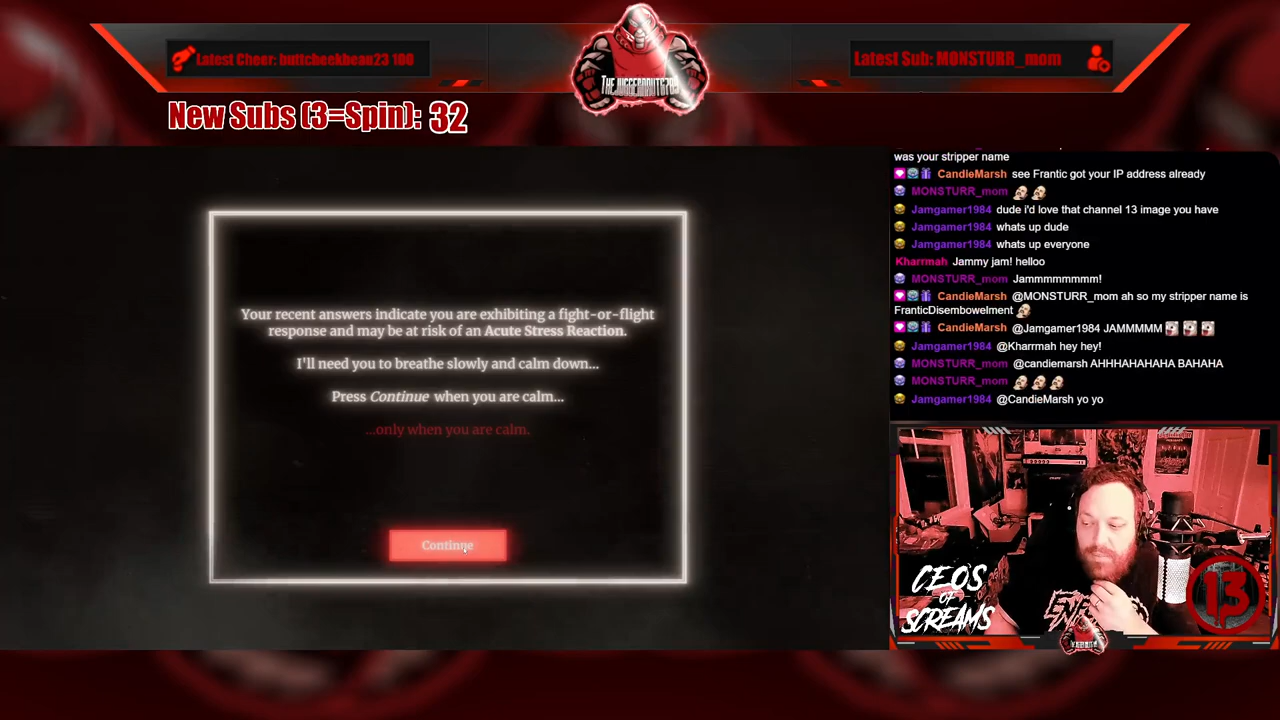 Latest Cheer: buttcheekbeau23 100
Latest Sub: MONSTURR_mom
THEJUGGERNAUT6789
New Subs (3=Spin): 32
was your stripper name
CandieMarsh see Frantic got your IP address already
MONSTURR_mom
Jamgamer1984 dude i'd love that channel 13 image you have
Jamgamer1984 whats up dude
Jamgamer1984 whats up everyone
Kharrmah Jammy jam! helloo
MONSTURR_mom Jammmmmmmm!
CandieMarsh @MONSTURR_mom ah so my stripper name is
FranticDisembowelment
CandieMarsh @Jamgamer1984 JAMMMMM
Jamgamer1984 @Kharrmah hey hey!
MONSTURR_mom @candiemarsh AHHHAHAHAHA BAHAHA
MONSTURR_mom
Jamgamer1984 @CandieMarsh yo yo
Your recent answers indicate you are exhibiting a fight-or-flight
response and may be at risk of an Acute Stress Reaction.
I'll need you to breathe slowly and calm down...
Press Continue when you are calm...
...only when you are calm.
Continue
CEOS
OF
SCREAMS
13